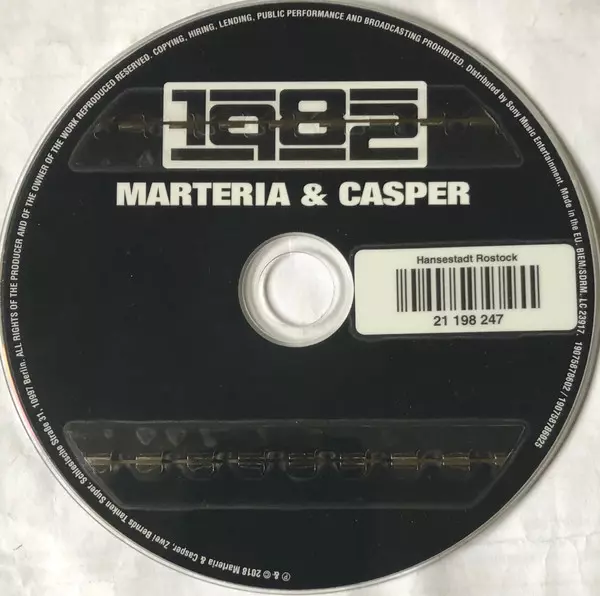 1982
MARTERIA & CASPER
Hansestadt Rostock
21 198 247
℗ & © 2018 Marteria & Casper, Zwei Bernds Tanken Super, Schlesische Straße 31, 10997 Berlin. ALL RIGHTS OF THE PRODUCER AND OF THE OWNER OF THE WORK REPRODUCED RESERVED. COPYING, HIRING, LENDING, PUBLIC PERFORMANCE AND BROADCASTING PROHIBITED. Distributed by Sony Music Entertainment. Made in the EU. BIEM/SDRM. LC 23917. 19075878602 / 19075878602S